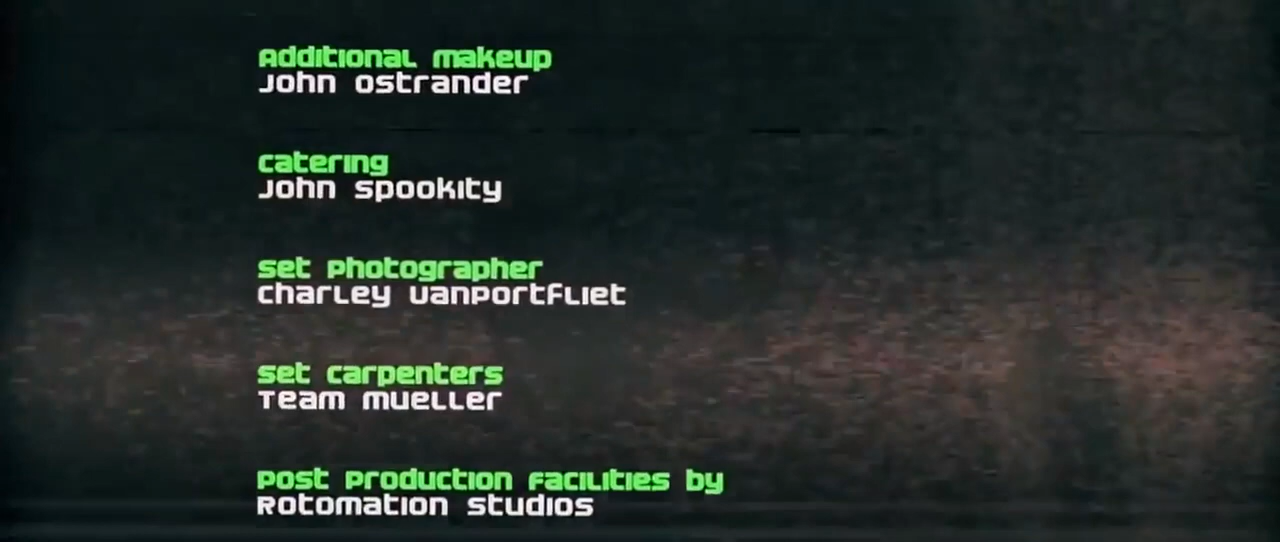 Additional makeup
John Ostrander
catering
John Spookity
set photographer
Charley VanPortfliet
set carpenters
Team Mueller
Post Production Facilities by
Rotomation Studios